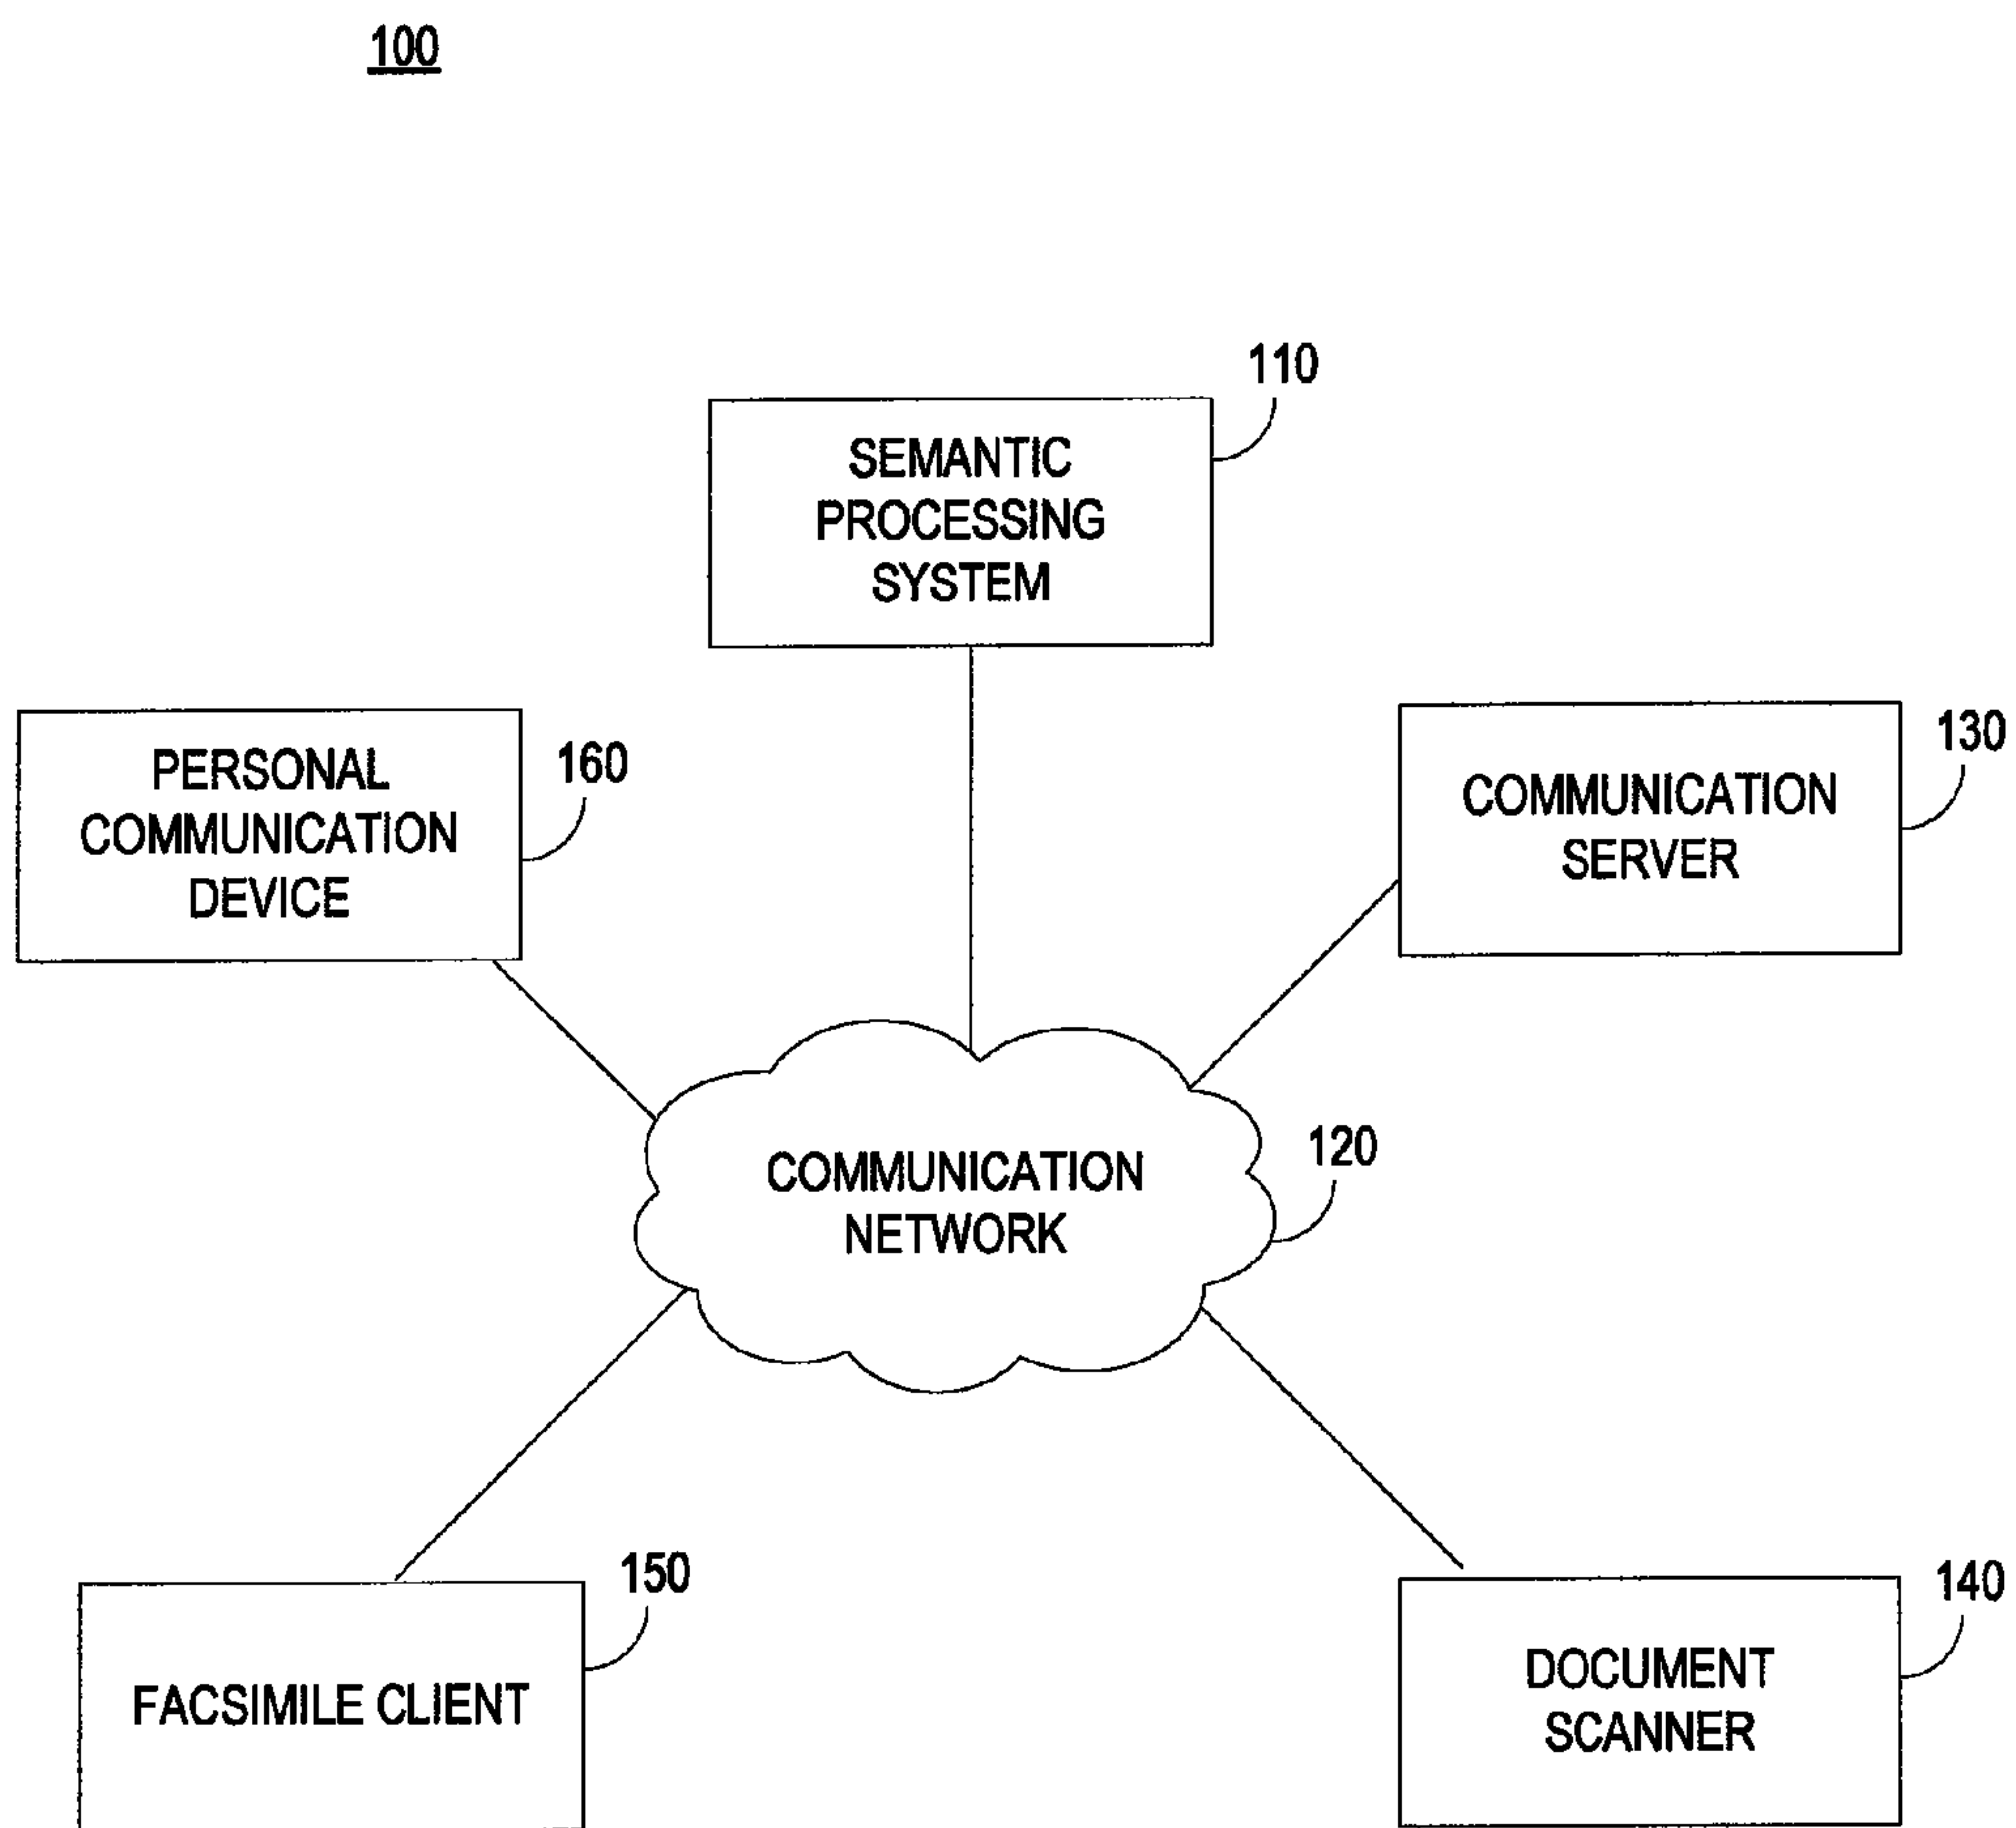 100
110
SEMANTIC
PROCESSING
SYSTEM
PERSONAL
COMMUNICATION
DEVICE
160
130
COMMUNICATION
SERVER
120
COMMUNICATION
NETWORK
150
FACSIMILE CLIENT
140
DOCUMENT
SCANNER